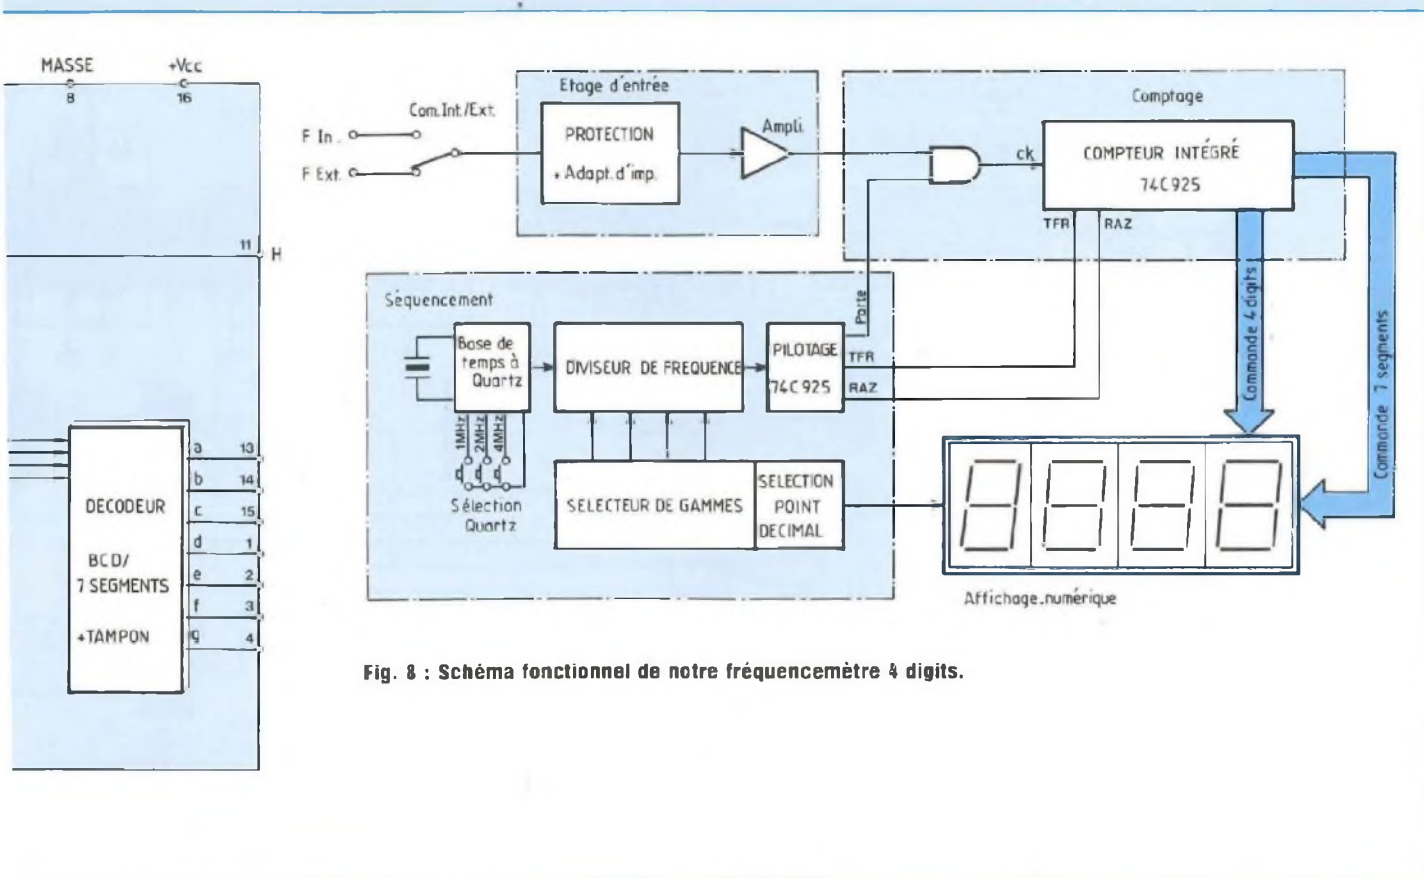 MASSE
+Vcc
8
16
11
H
DECODEUR
BCD/
7 SEGMENTS
+TAMPON
a
13
b
14
c
15
d
1
e
2
f
3
g
4
Com.Int./Ext.
F In.
F Ext.
Etage d'entrée
PROTECTION
+ Adapt.d'imp.
Ampli.
Comptage
COMPTEUR INTÉGRÉ
74C925
ck
TFR
RAZ
Séquencement
Base de
temps à
Quartz
DIVISEUR DE FREQUENCE
PILOTAGE
74C925
Porte
TFR
RAZ
1MHz
2MHz
4MHz
Sélection
Quartz
SELECTEUR DE GAMMES
SELECTION
POINT
DECIMAL
Commande 4 digits
Commande 7 segments
Affichage.numérique
Fig. 8 : Schéma fonctionnel de notre fréquencemètre 4 digits.